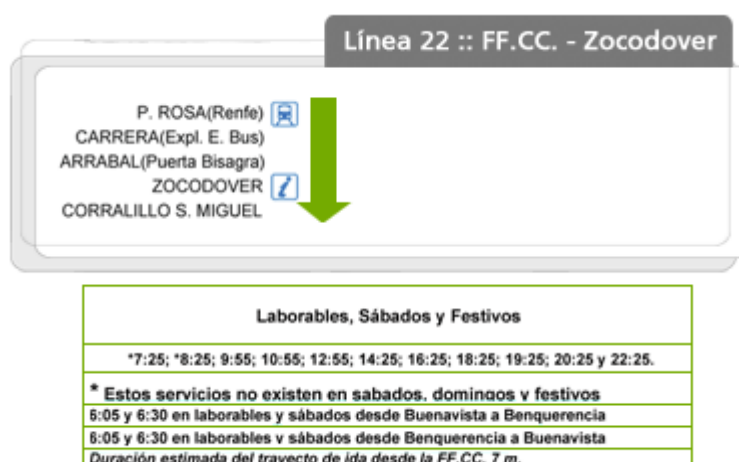 Línea 22 :: FF.CC. - Zocodover
P. ROSA(Renfe)
CARRERA(Expl. E. Bus)
ARRABAL(Puerta Bisagra)
ZOCODOVER
CORRALILLO S. MIGUEL
Laborables, Sábados y Festivos
*7:25; *8:25; 9:55; 10:55; 12:55; 14:25; 16:25; 18:25; 19:25; 20:25 y 22:25.
* Estos servicios no existen en sabados, domingos y festivos
6:05 y 6:30 en laborables y sábados desde Buenavista a Benquerencia
6:05 y 6:30 en laborables y sábados desde Benquerencia a Buenavista
Duración estimada del trayecto de ida desde la FF.CC. 7 m.